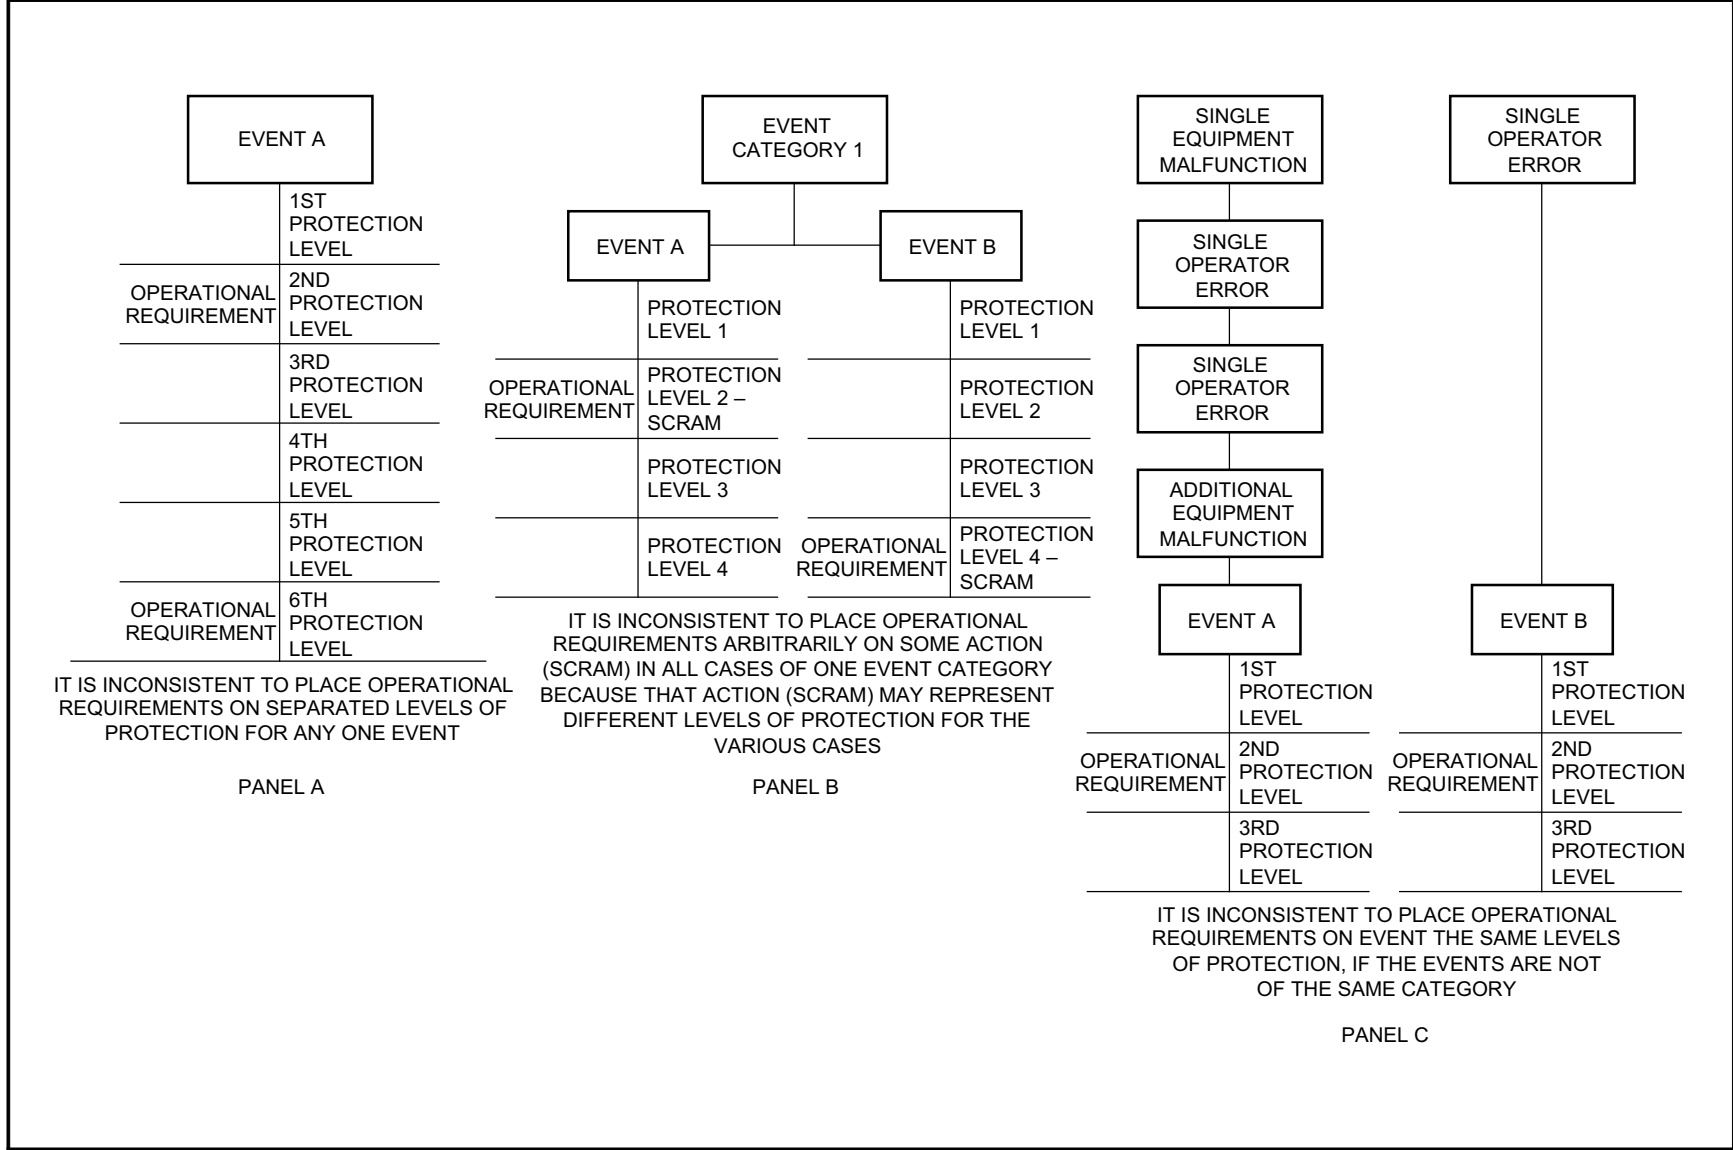 EVENT A
1ST
PROTECTION
LEVEL
OPERATIONAL
REQUIREMENT
2ND
PROTECTION
LEVEL
3RD
PROTECTION
LEVEL
4TH
PROTECTION
LEVEL
5TH
PROTECTION
LEVEL
OPERATIONAL
REQUIREMENT
6TH
PROTECTION
LEVEL
IT IS INCONSISTENT TO PLACE OPERATIONAL
REQUIREMENTS ON SEPARATED LEVELS OF
PROTECTION FOR ANY ONE EVENT
PANEL A
EVENT
CATEGORY 1
EVENT A
PROTECTION
LEVEL 1
OPERATIONAL
REQUIREMENT
PROTECTION
LEVEL 2 –
SCRAM
PROTECTION
LEVEL 3
PROTECTION
LEVEL 4
EVENT B
PROTECTION
LEVEL 1
PROTECTION
LEVEL 2
PROTECTION
LEVEL 3
OPERATIONAL
REQUIREMENT
PROTECTION
LEVEL 4 –
SCRAM
IT IS INCONSISTENT TO PLACE OPERATIONAL
REQUIREMENTS ARBITRARILY ON SOME ACTION
(SCRAM) IN ALL CASES OF ONE EVENT CATEGORY
BECAUSE THAT ACTION (SCRAM) MAY REPRESENT
DIFFERENT LEVELS OF PROTECTION FOR THE
VARIOUS CASES
PANEL B
SINGLE
EQUIPMENT
MALFUNCTION
SINGLE
OPERATOR
ERROR
SINGLE
OPERATOR
ERROR
ADDITIONAL
EQUIPMENT
MALFUNCTION
EVENT A
1ST
PROTECTION
LEVEL
OPERATIONAL
REQUIREMENT
2ND
PROTECTION
LEVEL
3RD
PROTECTION
LEVEL
SINGLE
OPERATOR
ERROR
EVENT B
1ST
PROTECTION
LEVEL
OPERATIONAL
REQUIREMENT
2ND
PROTECTION
LEVEL
3RD
PROTECTION
LEVEL
IT IS INCONSISTENT TO PLACE OPERATIONAL
REQUIREMENTS ON EVENT THE SAME LEVELS
OF PROTECTION, IF THE EVENTS ARE NOT
OF THE SAME CATEGORY
PANEL C